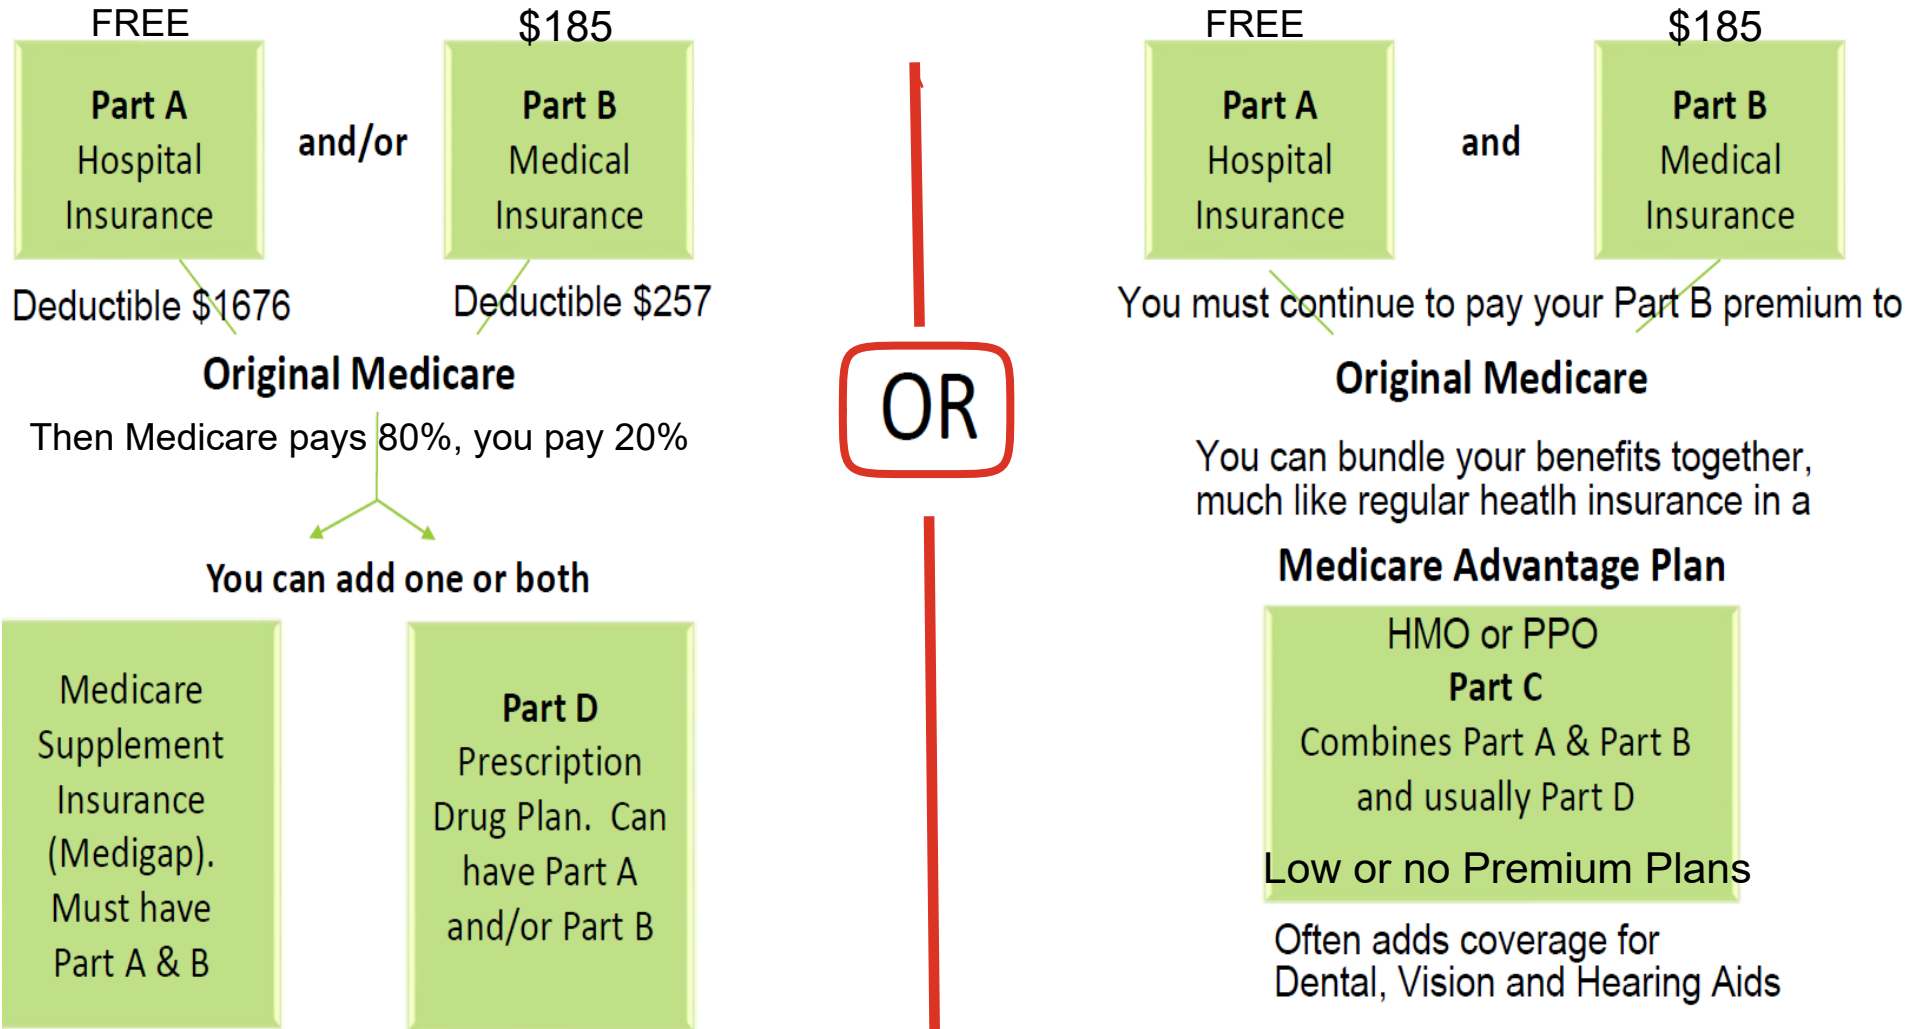 FREE
$185
Part A
Hospital
Insurance
and/or
Part B
Medical
Insurance
Deductible $1676
Deductible $257
Original Medicare
Then Medicare pays 80%, you pay 20%
You can add one or both
Medicare
Supplement
Insurance
(Medigap).
Must have
Part A & B
Part D
Prescription
Drug Plan. Can
have Part A
and/or Part B
OR
FREE
$185
Part A
Hospital
Insurance
and
Part B
Medical
Insurance
You must continue to pay your Part B premium to
Original Medicare
You can bundle your benefits together,
much like regular heatlh insurance in a
Medicare Advantage Plan
HMO or PPO
Part C
Combines Part A & Part B
and usually Part D
Low or no Premium Plans
Often adds coverage for
Dental, Vision and Hearing Aids